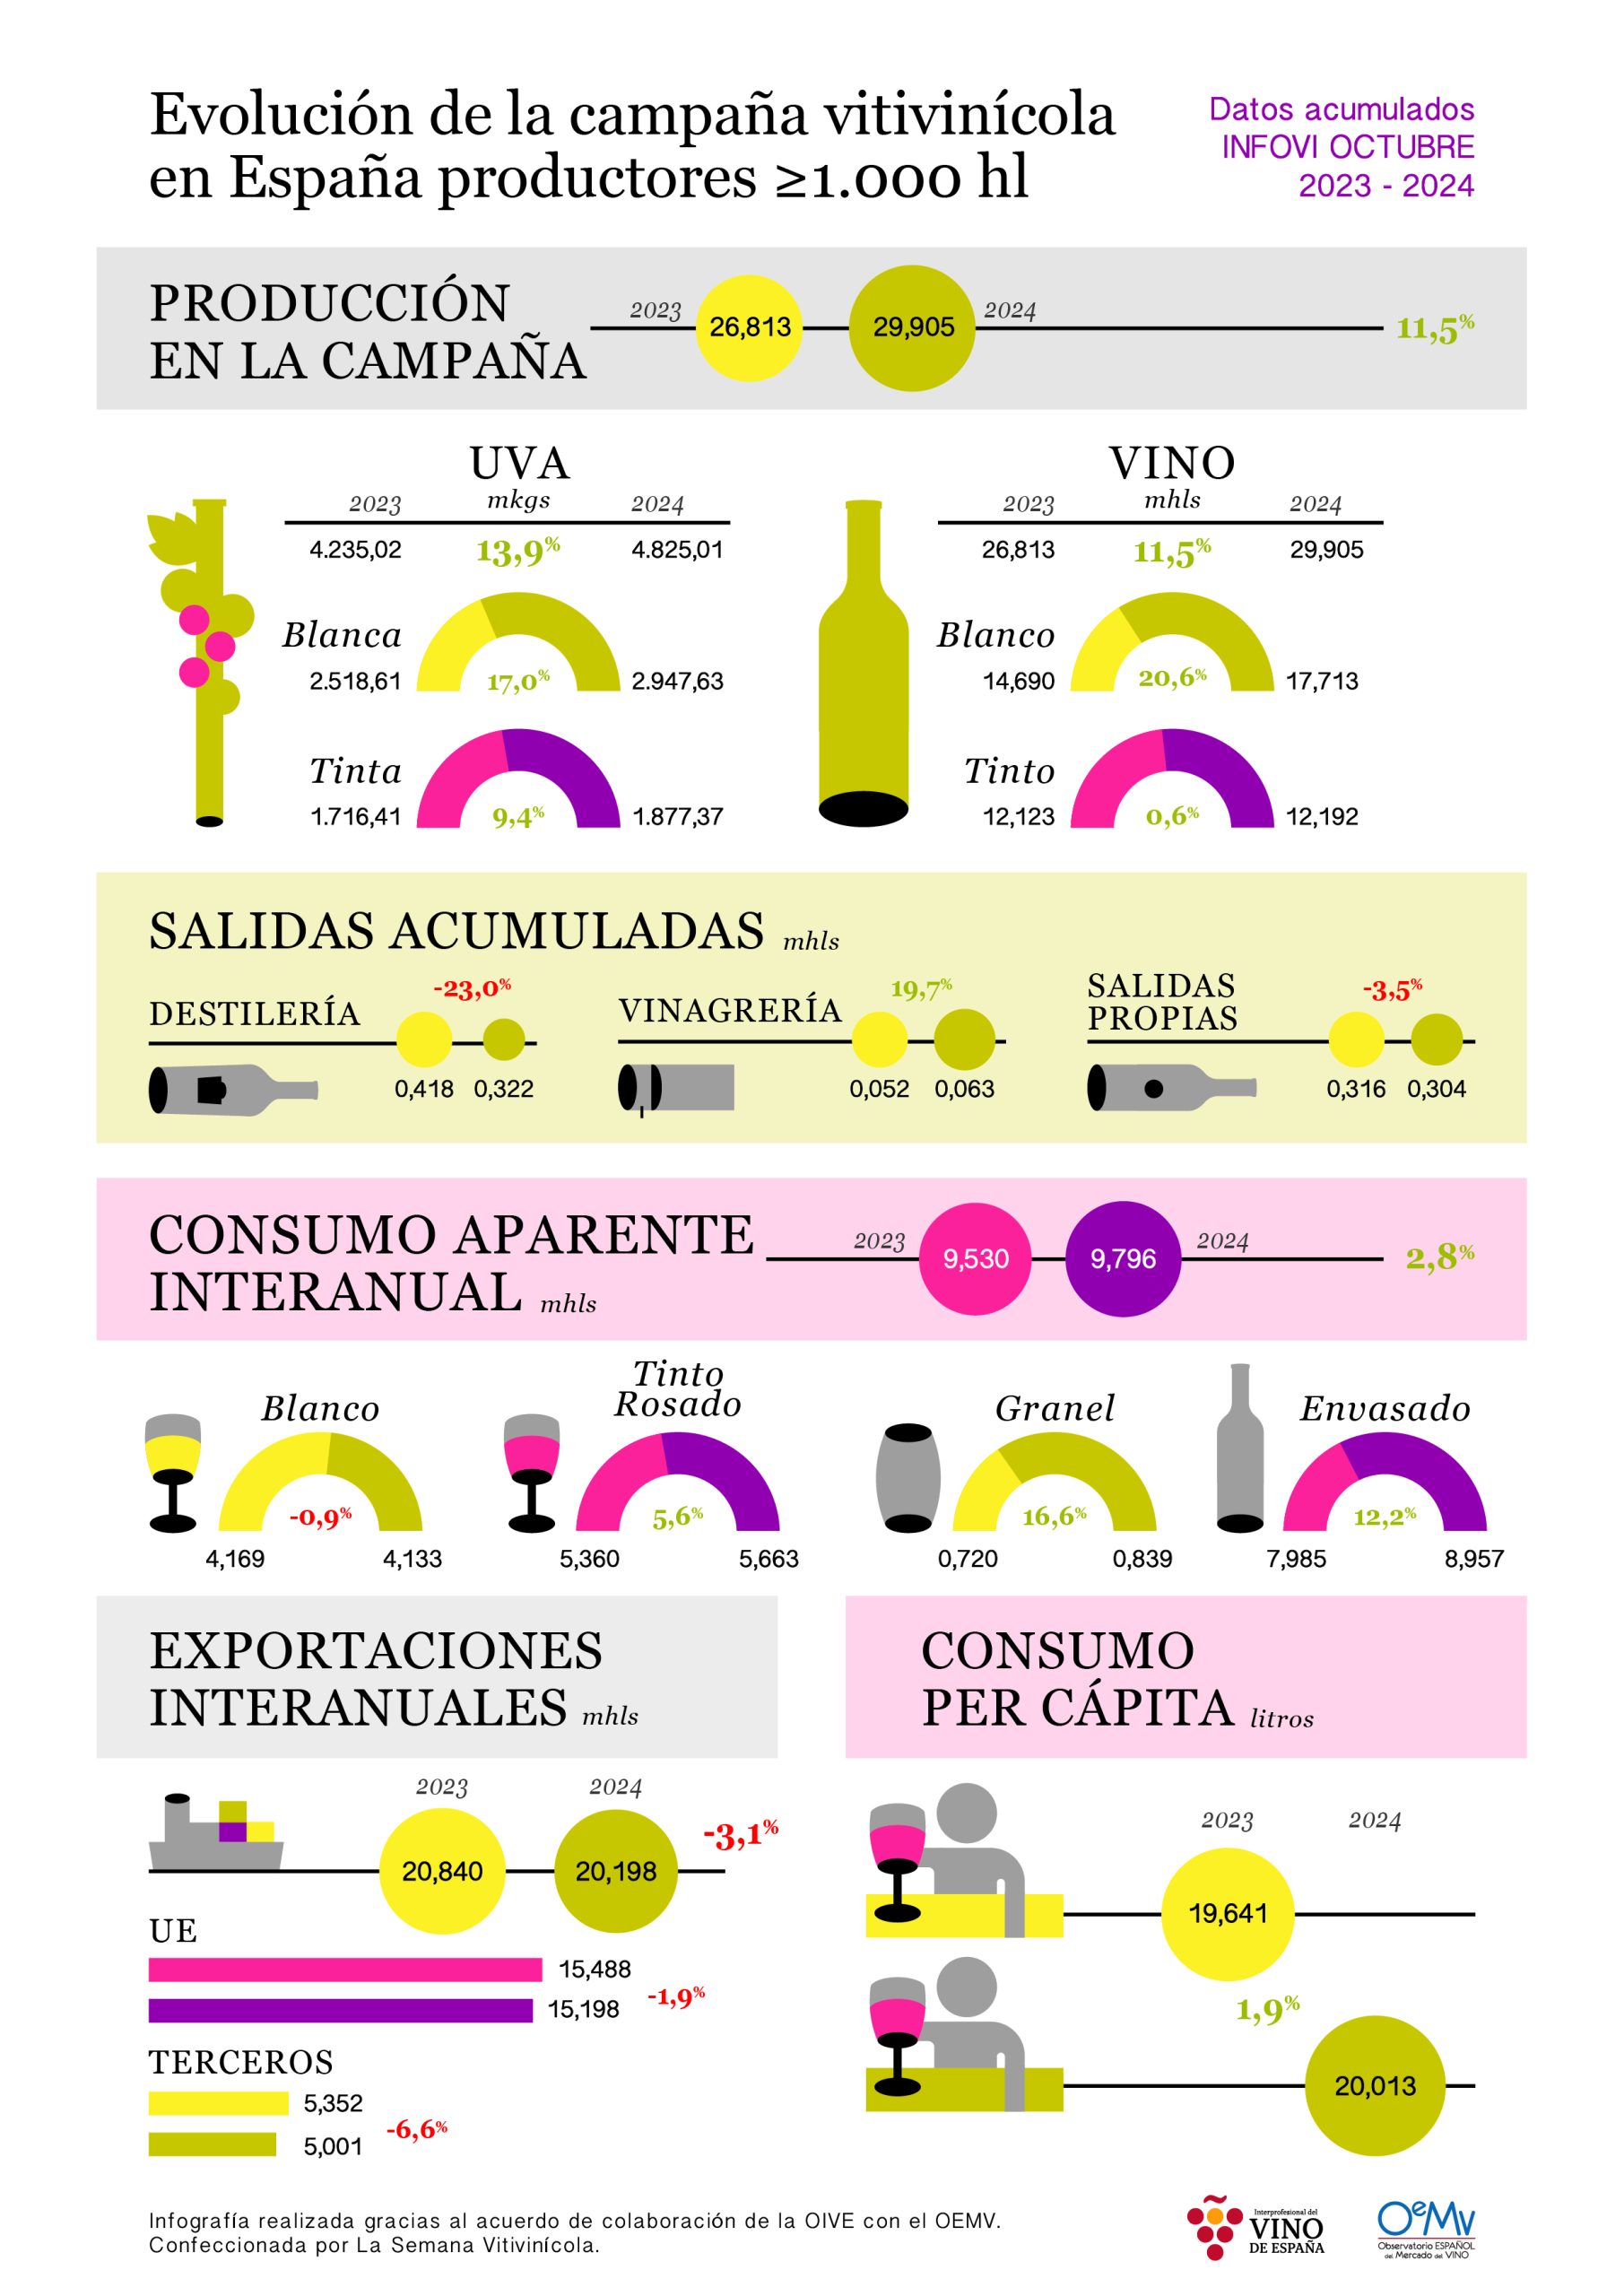 Evolución de la campaña vitivinícola
en España productores ≥1.000 hl
Datos acumulados
INFOVI OCTUBRE
2023 - 2024
PRODUCCIÓN
EN LA CAMPAÑA
2023
26,813
29,905
2024
11,5%
UVA
2023
mkgs
2024
4.235,02
13,9%
4.825,01
Blanca
2.518,61
17,0%
2.947,63
Tinta
1.716,41
9,4%
1.877,37
VINO
2023
mhls
2024
26,813
11,5%
29,905
Blanco
14,690
20,6%
17,713
Tinto
12,123
0,6%
12,192
SALIDAS ACUMULADAS mhls
DESTILERÍA
-23,0%
0,418
0,322
VINAGRERÍA
19,7%
0,052
0,063
SALIDAS
PROPIAS
-3,5%
0,316
0,304
CONSUMO APARENTE
INTERANUAL mhls
2023
9,530
9,796
2024
2,8%
Blanco
-0,9%
4,169
4,133
Tinto
Rosado
5,6%
5,360
5,663
Granel
16,6%
0,720
0,839
Envasado
12,2%
7,985
8,957
EXPORTACIONES
INTERANUALES mhls
2023
2024
20,840
20,198
-3,1%
UE
15,488
15,198
-1,9%
TERCEROS
5,352
5,001
-6,6%
CONSUMO
PER CÁPITA litros
2023
2024
19,641
1,9%
20,013
Infografía realizada gracias al acuerdo de colaboración de la OIVE con el OEMV.
Confeccionada por La Semana Vitivinícola.
Interprofesional del
VINO
DE ESPAÑA
OeMv
Observatorio ESPAÑOL
del Mercado del VINO